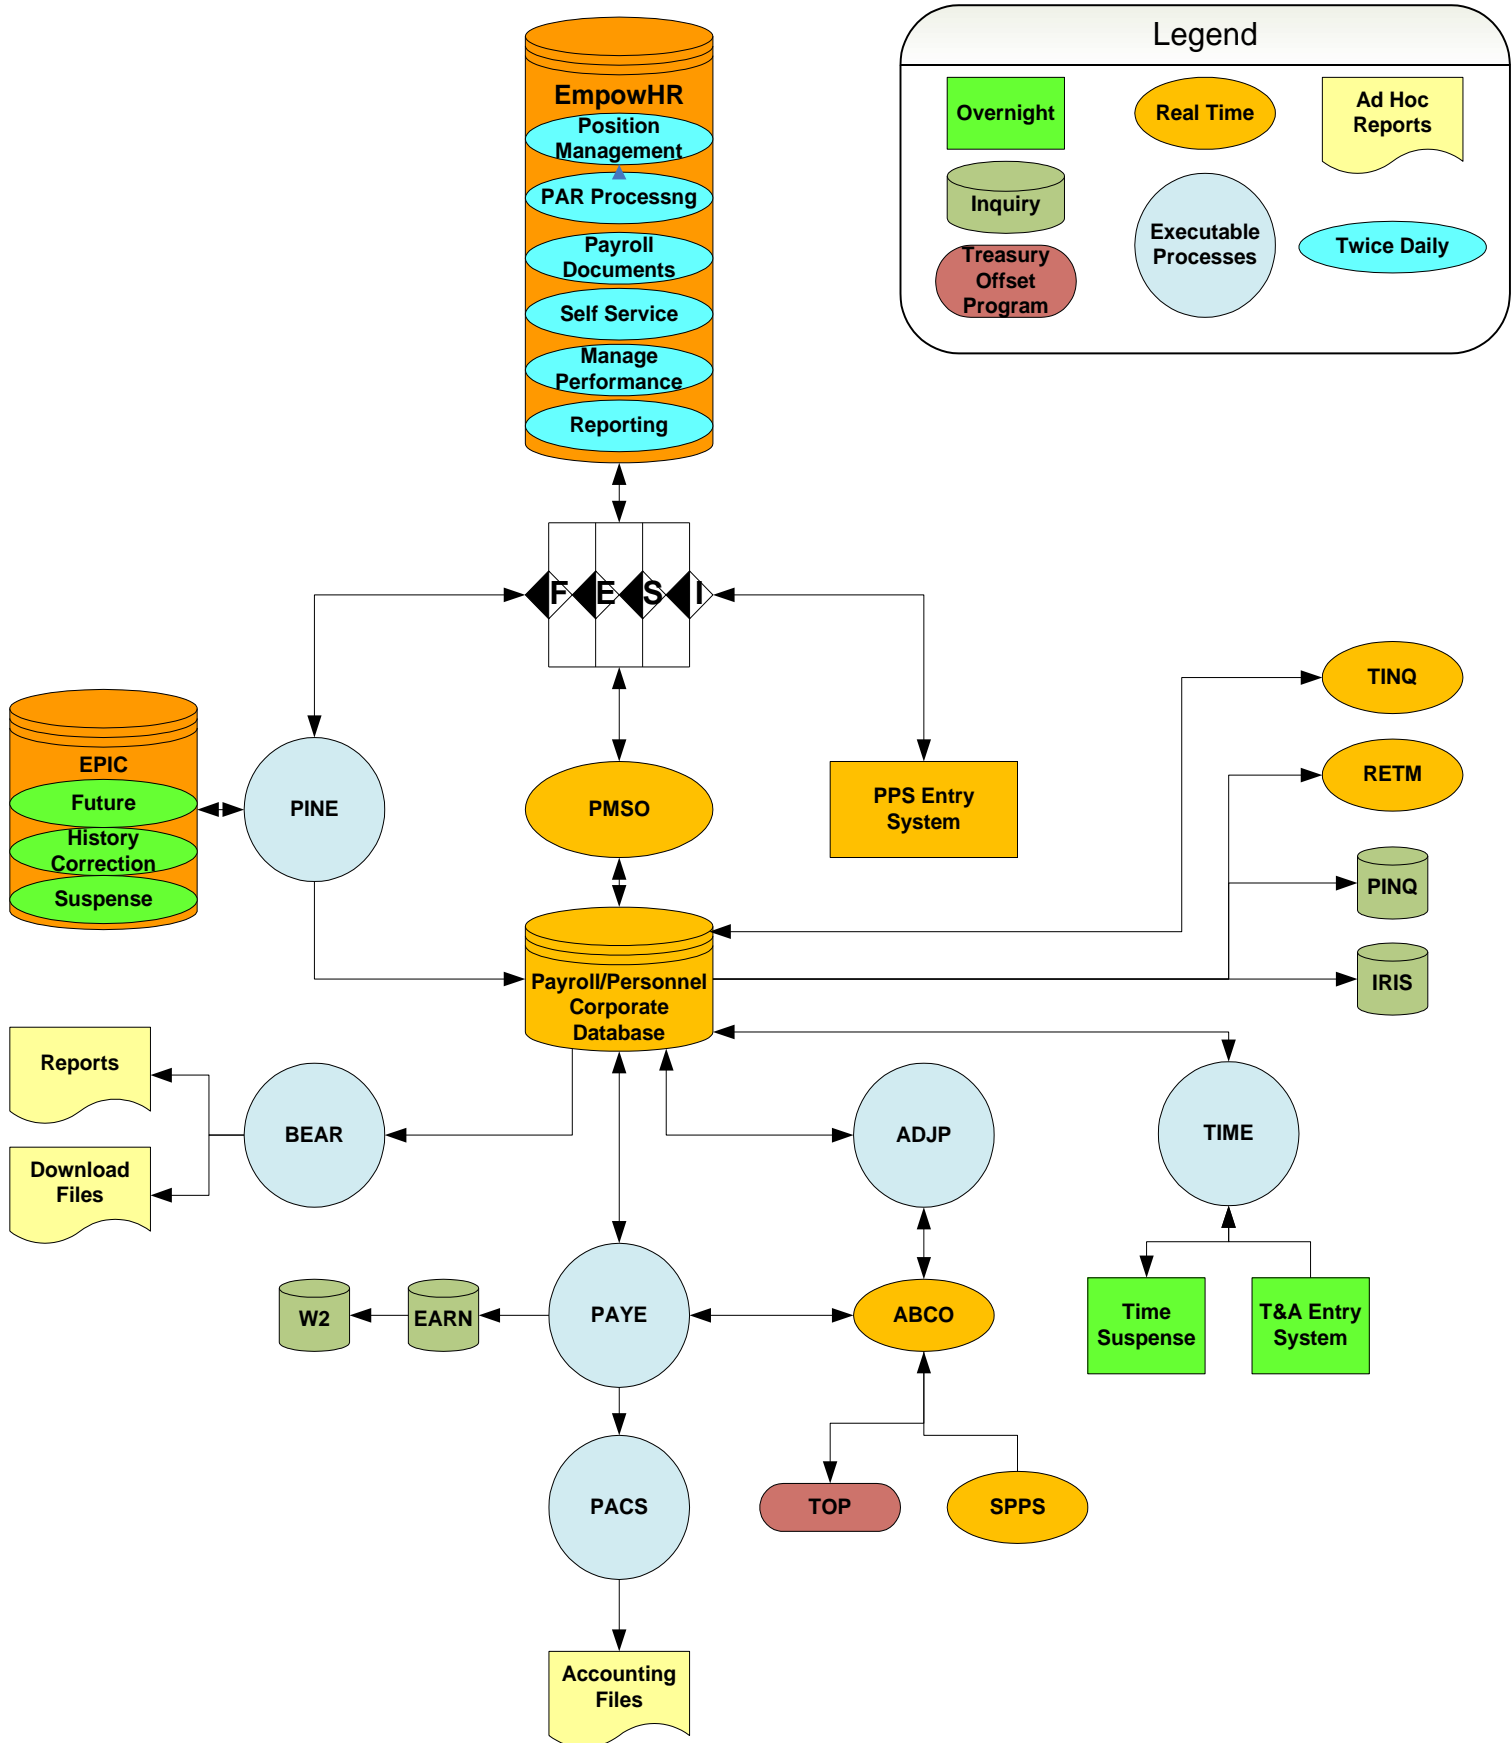 Legend
Overnight
Real Time
Ad Hoc
Reports
Inquiry
Executable
Processes
Twice Daily
Treasury
Offset
Program
EmpowHR
Position
Management
PAR Processng
Payroll
Documents
Self Service
Manage
Performance
Reporting
F E S I
EPIC
Future
History
Correction
Suspense
PINE
PMSO
PPS Entry
System
TINQ
RETM
PINQ
IRIS
Payroll/Personnel
Corporate
Database
Reports
Download
Files
BEAR
ADJP
TIME
W2
EARN
PAYE
ABCO
Time
Suspense
T&A Entry
System
PACS
TOP
SPPS
Accounting
Files